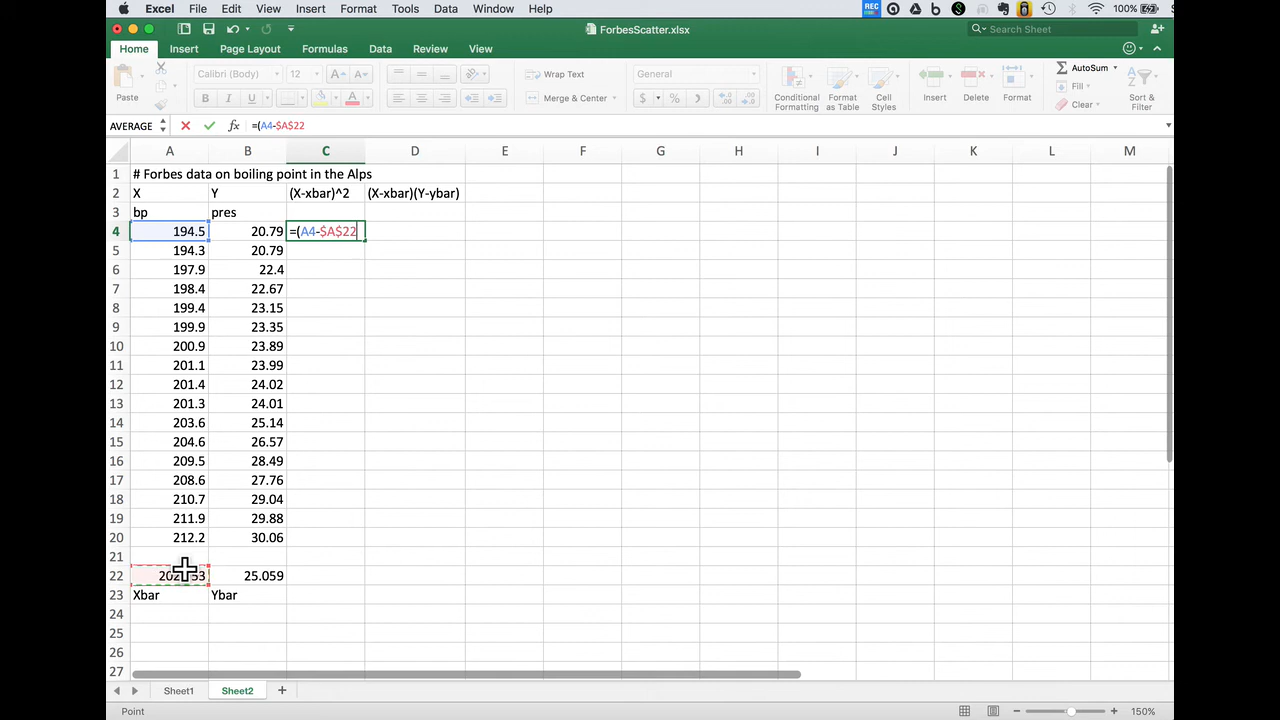 Excel File Edit View Insert Format Tools Data Window Help REC 100%
ForbesScatter.xlsx Search Sheet
Home Insert Page Layout Formulas Data Review View
Paste Calibri (Body) 12 A A Wrap Text General Conditional Formatting Format as Table Cell Styles Insert Delete Format AutoSum Fill Clear Sort & Filter
B I U A Merge & Center $ % )
AVERAGE fx =(A4-$A$22
A B C D E F G H I J K L M
1 # Forbes data on boiling point in the Alps
2 X Y (X-xbar)^2 (X-xbar)(Y-ybar)
3 bp pres
4 194.5 20.79 =(A4-$A$22
5 194.3 20.79
6 197.9 22.4
7 198.4 22.67
8 199.4 23.15
9 199.9 23.35
10 200.9 23.89
11 201.1 23.99
12 201.4 24.02
13 201.3 24.01
14 203.6 25.14
15 204.6 26.57
16 209.5 28.49
17 208.6 27.76
18 210.7 29.04
19 211.9 29.88
20 212.2 30.06
21
22 25.059
23 Xbar Ybar
24
25
26
27
Sheet1 Sheet2 +
Point 150%